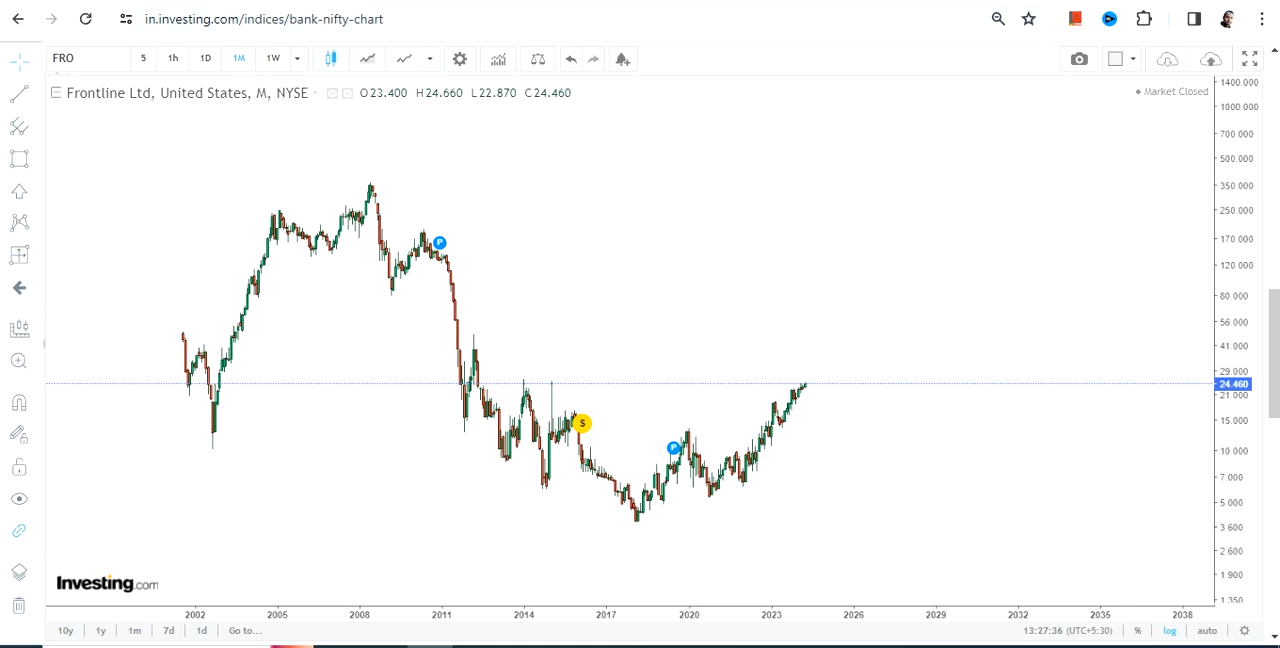 in.investing.com/indices/bank-nifty-chart
FRO 5 1h 1D 1M 1W
Frontline Ltd, United States, M, NYSE O 23.400 H 24.660 L 22.870 C 24.460
Market Closed
1400.000
1000.000
700.000
500.000
350.000
250.000
170.000
120.000
80.000
56.000
41.000
29.000
24.460
21.000
15.000
10.000
7.000
5.000
3.600
2.600
1.900
1.350
P
S
P
Investing.com
2002 2005 2008 2011 2014 2017 2020 2023 2026 2029 2032 2035 2038
10y 1y 1m 7d 1d Go to... 13:27:36 (UTC+5:30) % log auto